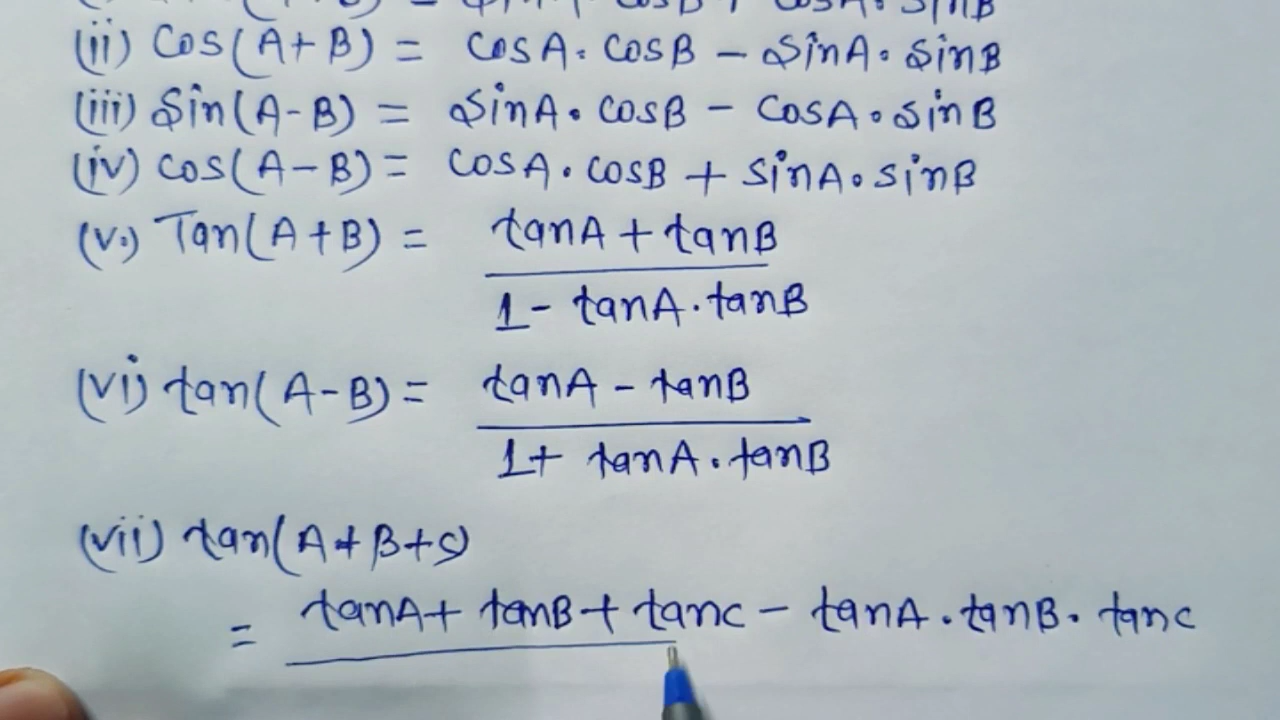 (ii) Cos(A+B) = cosA. cosB - SinA. SinB
(iii) Sin(A-B) = SinA. cosB - cosA. sinB
(iv) cos(A-B) = cosA. cosB + sinA. sinB
(v.) Tan(A+B) = tanA + tanB
1 - tanA. tanB
(vi) tan(A-B) = tanA - tanB
1 + tanA. tanB
(vii) tan(A+B+C)
= tanA + tanB + tanc - tanA. tanB. tanc